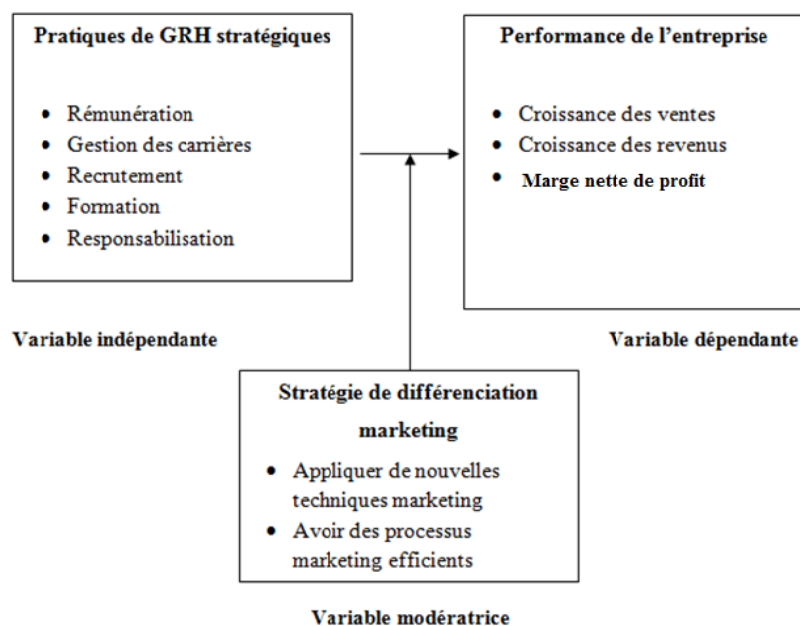 Pratiques de GRH stratégiques
• Rémunération
• Gestion des carrières
• Recrutement
• Formation
• Responsabilisation
Performance de l'entreprise
• Croissance des ventes
• Croissance des revenus
• Marge nette de profit
Variable indépendante
Variable dépendante
Stratégie de différenciation
marketing
• Appliquer de nouvelles
techniques marketing
• Avoir des processus
marketing efficients
Variable modératrice